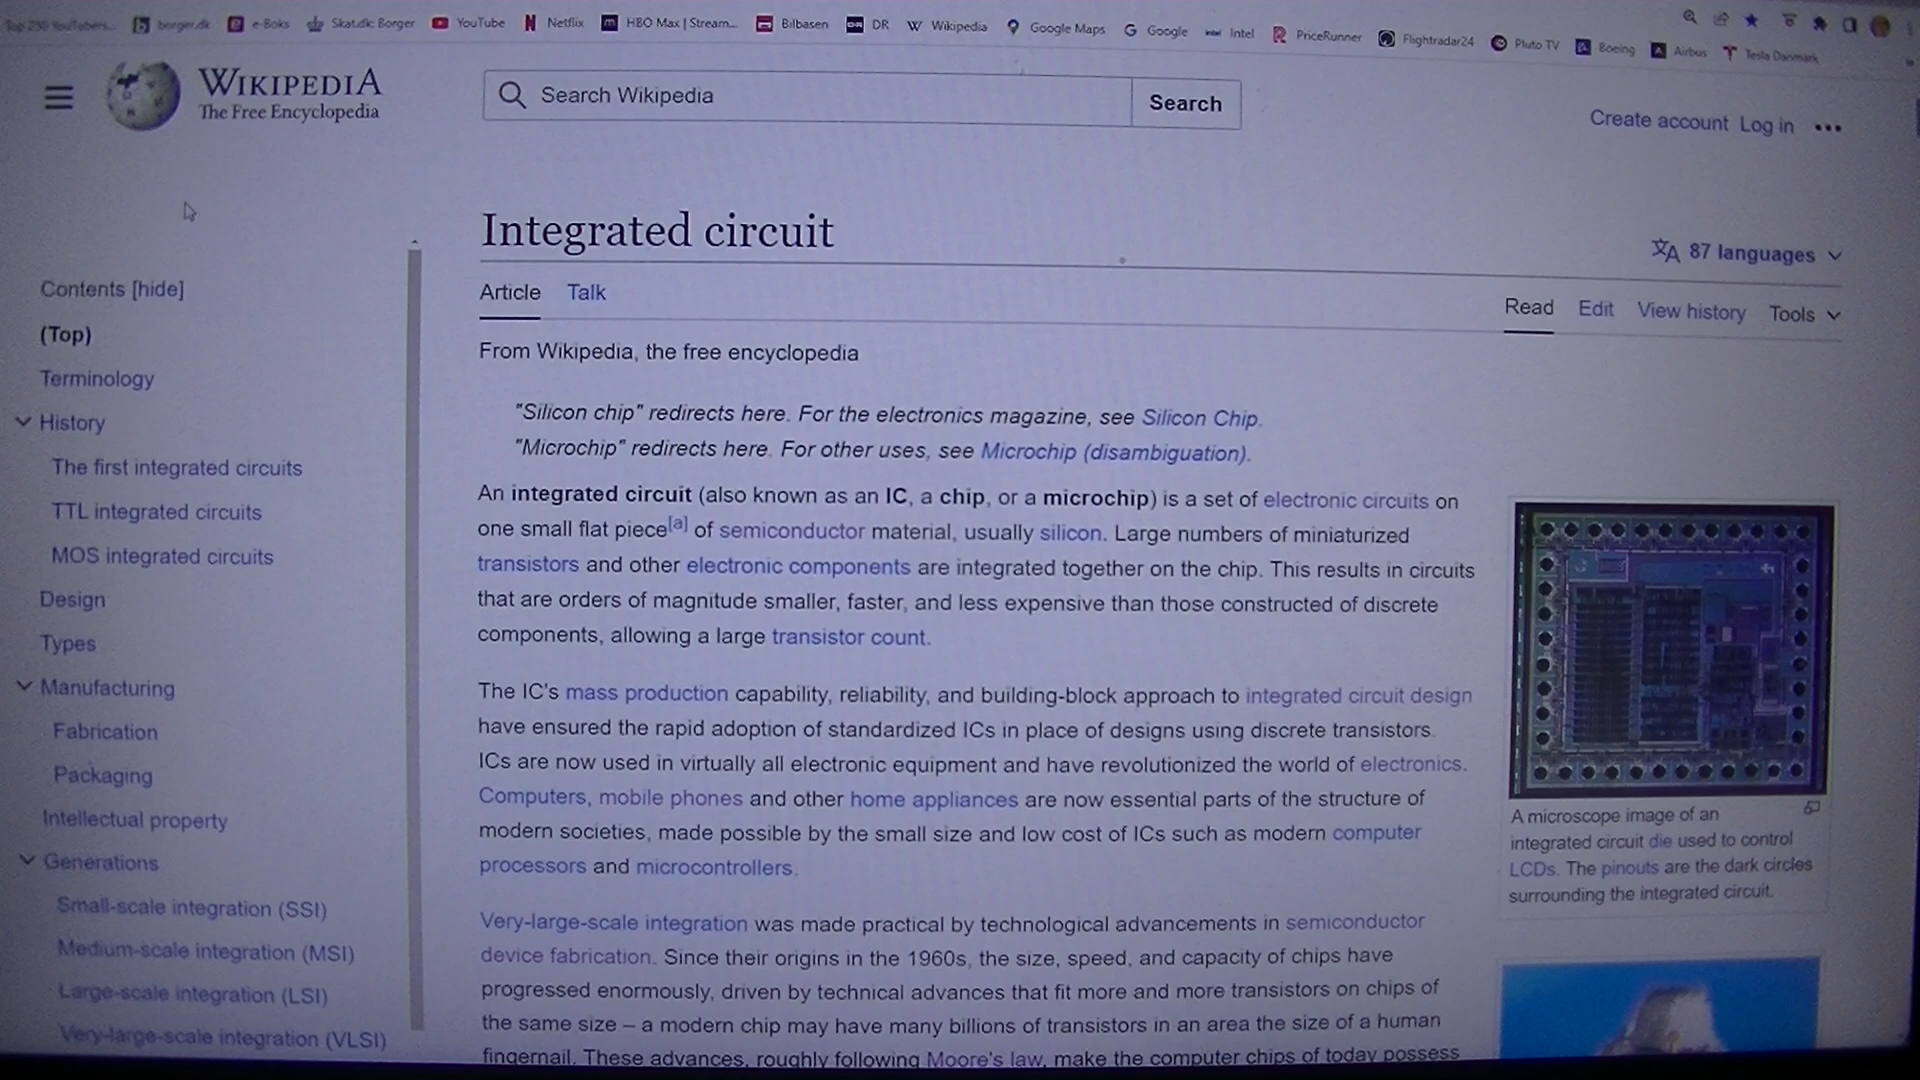 Top 250 YouTubers... borger.dk e-Boks Skat.dk: Borger YouTube Netflix HBO Max | Stream... Bilbasen DR Wikipedia Google Maps Google Intel PriceRunner Flightradar24 Pluto TV Boeing Airbus Tesla Danmark
WIKIPEDIA
The Free Encyclopedia
Search Wikipedia
Search
Create account Log in
Integrated circuit
87 languages
Article Talk
Read Edit View history Tools
From Wikipedia, the free encyclopedia
"Silicon chip" redirects here. For the electronics magazine, see Silicon Chip.
"Microchip" redirects here. For other uses, see Microchip (disambiguation).
An integrated circuit (also known as an IC, a chip, or a microchip) is a set of electronic circuits on
one small flat piece[a] of semiconductor material, usually silicon. Large numbers of miniaturized
transistors and other electronic components are integrated together on the chip. This results in circuits
that are orders of magnitude smaller, faster, and less expensive than those constructed of discrete
components, allowing a large transistor count.
The IC's mass production capability, reliability, and building-block approach to integrated circuit design
have ensured the rapid adoption of standardized ICs in place of designs using discrete transistors.
ICs are now used in virtually all electronic equipment and have revolutionized the world of electronics.
Computers, mobile phones and other home appliances are now essential parts of the structure of
modern societies, made possible by the small size and low cost of ICs such as modern computer
processors and microcontrollers.
Very-large-scale integration was made practical by technological advancements in semiconductor
device fabrication. Since their origins in the 1960s, the size, speed, and capacity of chips have
progressed enormously, driven by technical advances that fit more and more transistors on chips of
the same size – a modern chip may have many billions of transistors in an area the size of a human
fingernail. These advances, roughly following Moore's law, make the computer chips of today possess
A microscope image of an
integrated circuit die used to control
LCDs. The pinouts are the dark circles
surrounding the integrated circuit.
Contents [hide]
(Top)
Terminology
History
The first integrated circuits
TTL integrated circuits
MOS integrated circuits
Design
Types
Manufacturing
Fabrication
Packaging
Intellectual property
Generations
Small-scale integration (SSI)
Medium-scale integration (MSI)
Large-scale integration (LSI)
Very-large-scale integration (VLSI)